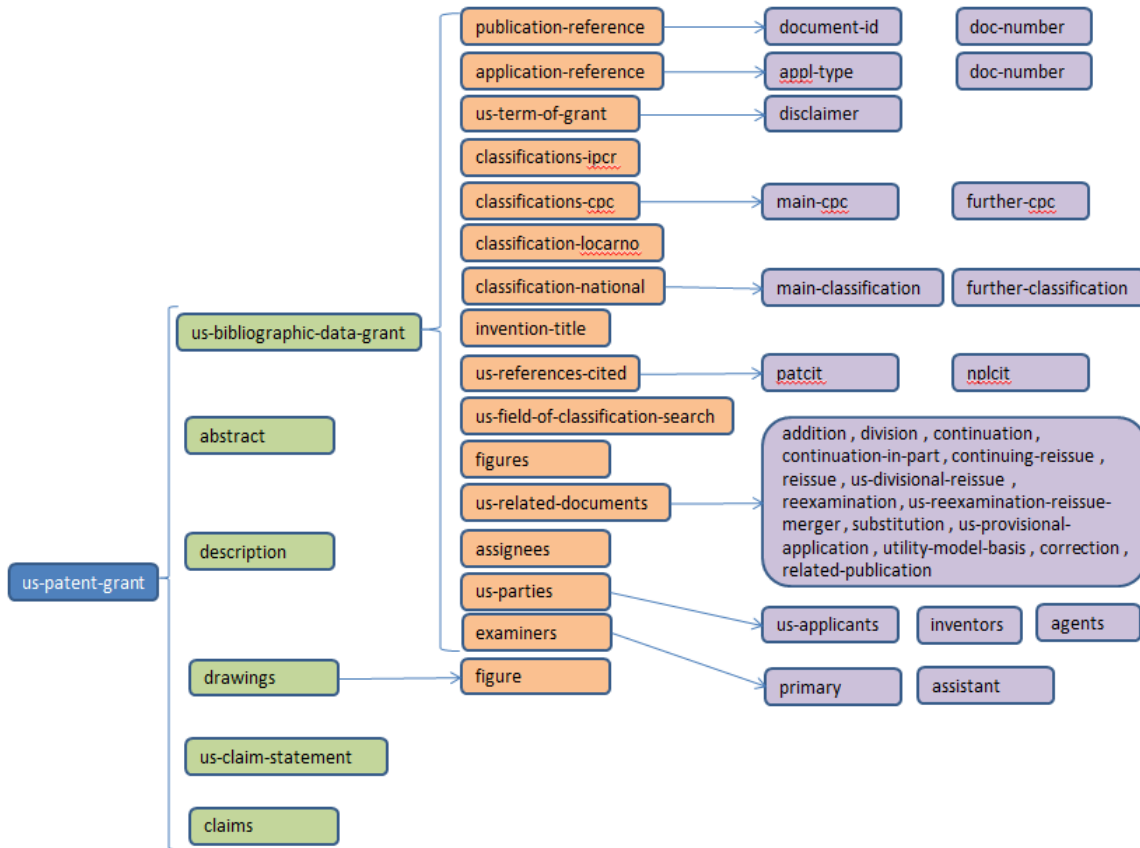 publication-reference
document-id
doc-number
application-reference
appl-type
doc-number
us-term-of-grant
disclaimer
classifications-ipcr
classifications-cpc
main-cpc
further-cpc
classification-locarno
classification-national
main-classification
further-classification
us-bibliographic-data-grant
invention-title
us-references-cited
patcit
nplcit
us-field-of-classification-search
abstract
figures
us-related-documents
addition , division , continuation ,
continuation-in-part , continuing-reissue ,
reissue , us-divisional-reissue ,
reexamination , us-reexamination-reissue-
merger , substitution , us-provisional-
application , utility-model-basis , correction ,
related-publication
description
assignees
us-patent-grant
us-parties
us-applicants
inventors
agents
examiners
drawings
figure
primary
assistant
us-claim-statement
claims